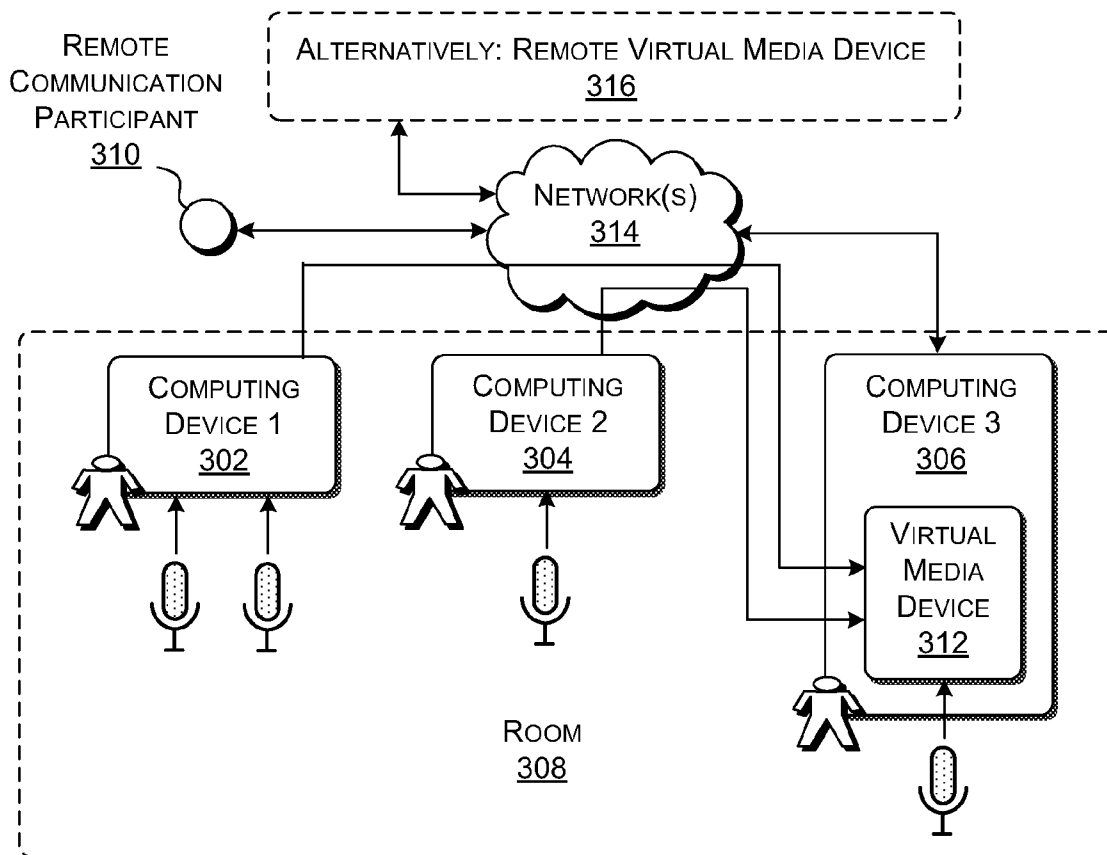 REMOTE
COMMUNICATION
PARTICIPANT
310
ALTERNATIVELY: REMOTE VIRTUAL MEDIA DEVICE
316
NETWORK(S)
314
COMPUTING
DEVICE 1
302
COMPUTING
DEVICE 2
304
COMPUTING
DEVICE 3
306
VIRTUAL
MEDIA
DEVICE
312
ROOM
308